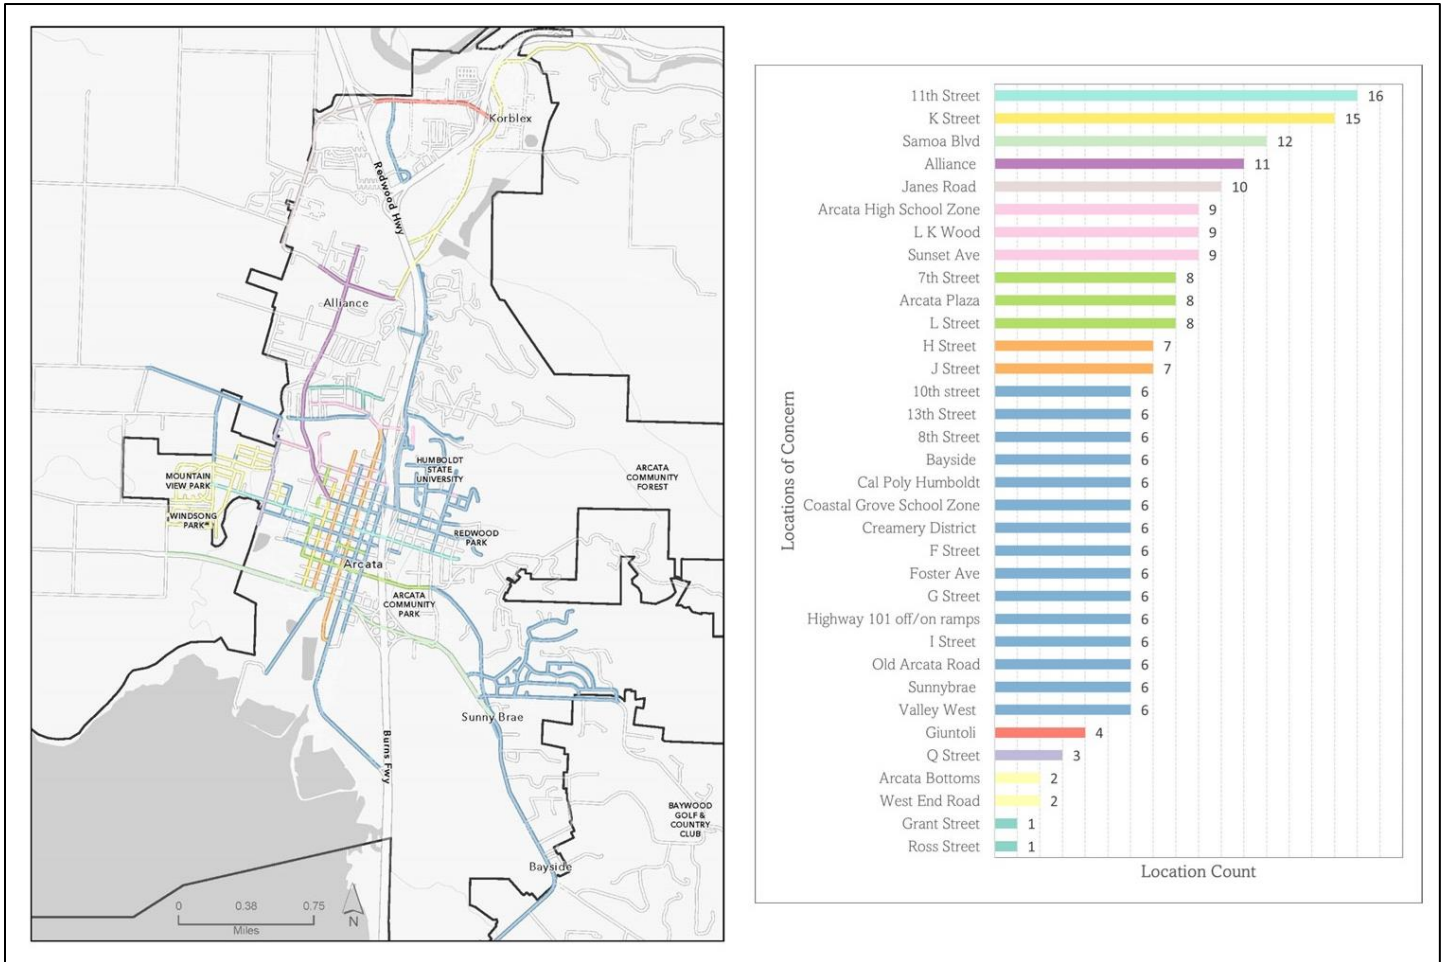 Korblex
Redwood Hwy
Alliance
HUMBOLDT
STATE
UNIVERSITY
ARCATA
COMMUNITY
FOREST
MOUNTAIN
VIEW PARK
WINDSONG
PARK
REDWOOD
PARK
Arcata
ARCATA
COMMUNITY
PARK
Sunny Brae
Burns Fwy
BAYWOOD
GOLF &
COUNTRY
CLUB
Bayside
0 0.38 0.75
Miles
N
Locations of Concern
11th Street 16
K Street 15
Samoa Blvd 12
Alliance 11
Janes Road 10
Arcata High School Zone 9
L K Wood 9
Sunset Ave 9
7th Street 8
Arcata Plaza 8
L Street 8
H Street 7
J Street 7
10th street 6
13th Street 6
8th Street 6
Bayside 6
Cal Poly Humboldt 6
Coastal Grove School Zone 6
Creamery District 6
F Street 6
Foster Ave 6
G Street 6
Highway 101 off/on ramps 6
I Street 6
Old Arcata Road 6
Sunnybrae 6
Valley West 6
Giuntoli 4
Q Street 3
Arcata Bottoms 2
West End Road 2
Grant Street 1
Ross Street 1
Location Count